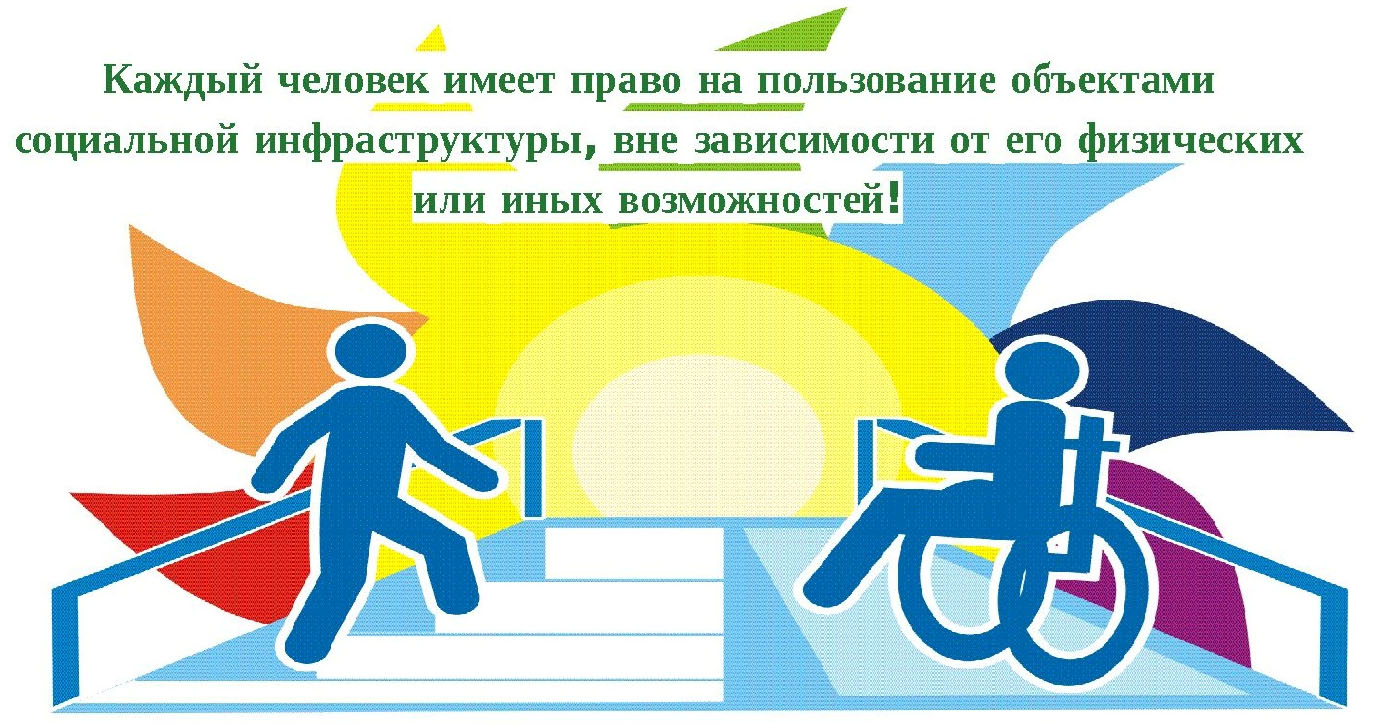 Каждый человек имеет право на пользование объектами
социальной инфраструктуры, вне зависимости от его физических
или иных возможностей!